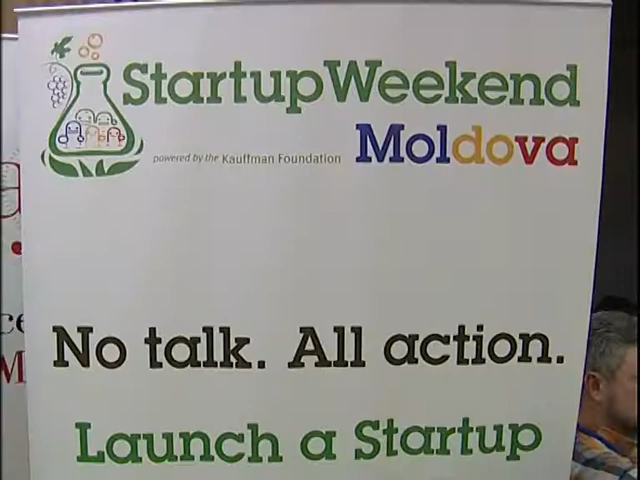 StartupWeekend
powered by the Kauffman Foundation
Moldova
No talk. All action.
Launch a Startup